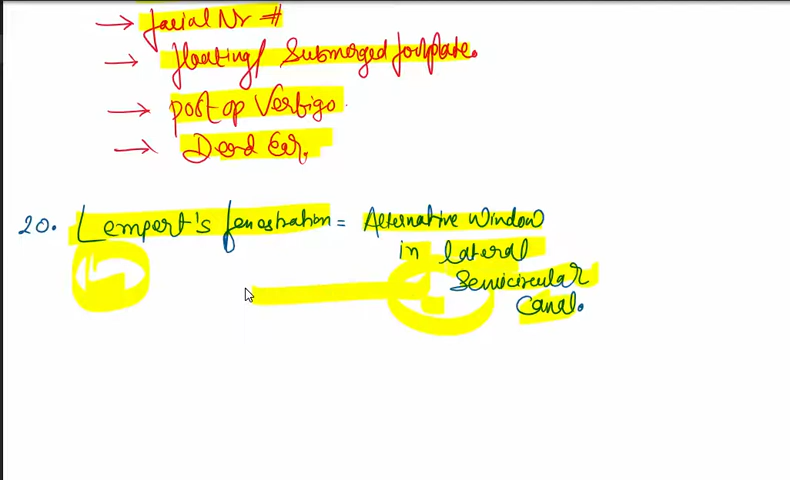 → facial Nr #
→ floating/ Submerged footplate.
→ post op Vertigo
→ Dead Ear.
20. Lempert's fenestration = Alternative Window
in lateral
Semicircular
Canal.